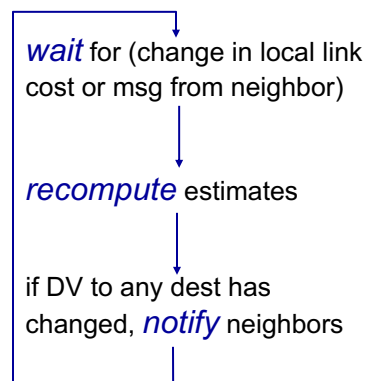 wait for (change in local link
cost or msg from neighbor)
recompute estimates
if DV to any dest has
changed, notify neighbors